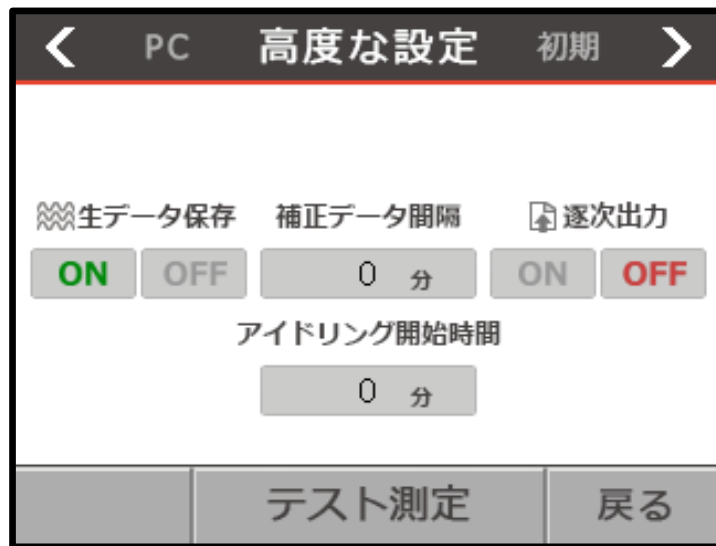 PC 高度な設定 初期
生データ保存 補正データ間隔 逐次出力
ON OFF 0 分 ON OFF
アイドリング開始時間
0 分
テスト測定 戻る